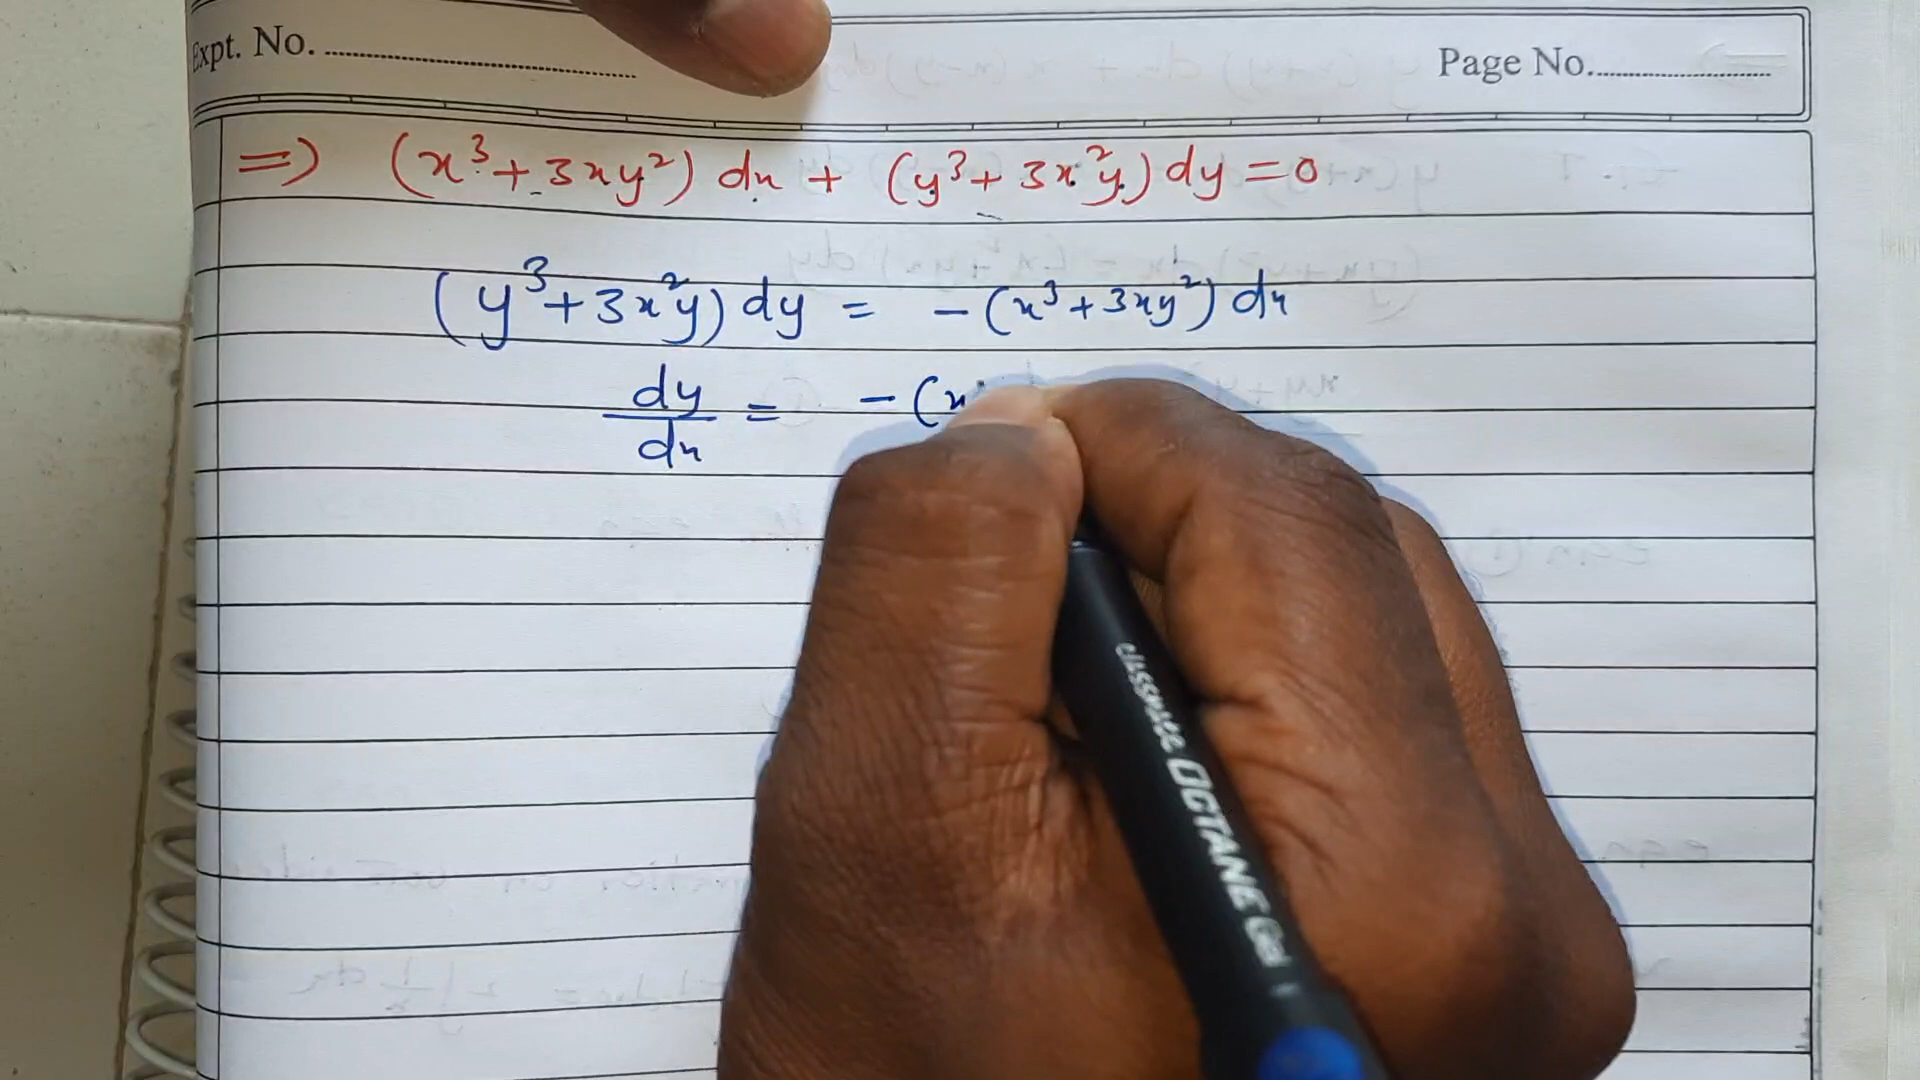 Expt. No. Page No.
=> (x³ + 3xy²) dx + (y³ + 3x²y) dy = 0
(y³ + 3x²y) dy = -(x³ + 3xy²) dx
dy/dx = -(x
classmate OCTANE Gel